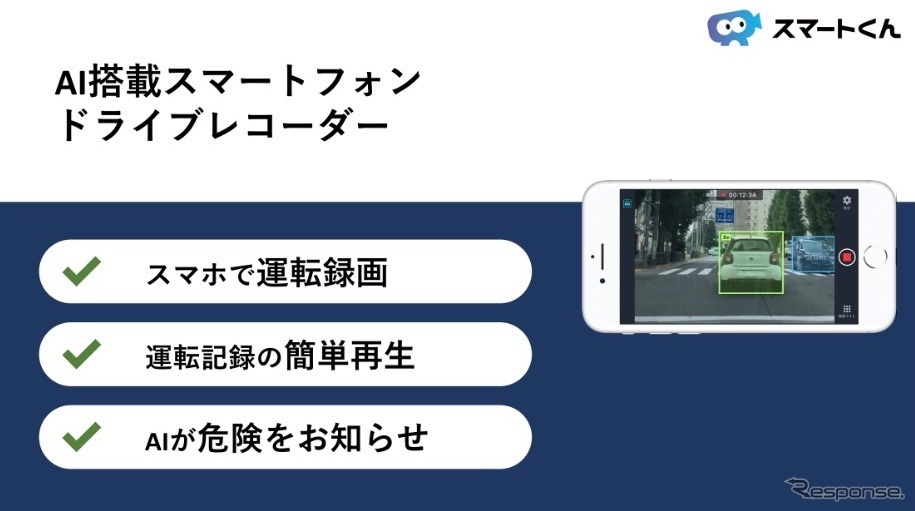 スマートくん
AI搭載スマートフォン
ドライブレコーダー
00:12:34
スマホで運転録画
運転記録の簡単再生
AIが危険をお知らせ
Response.